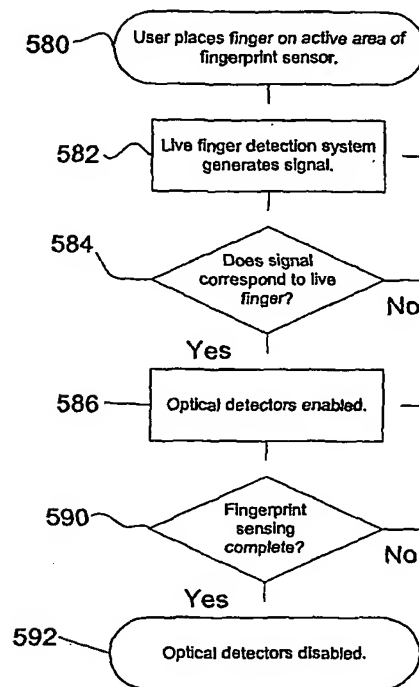 580
User places finger on active area of
fingerprint sensor.
582
Live finger detection system
generates signal.
584
Does signal
correspond to live
finger?
No
Yes
586
Optical detectors enabled.
590
Fingerprint
sensing
complete?
No
Yes
592
Optical detectors disabled.